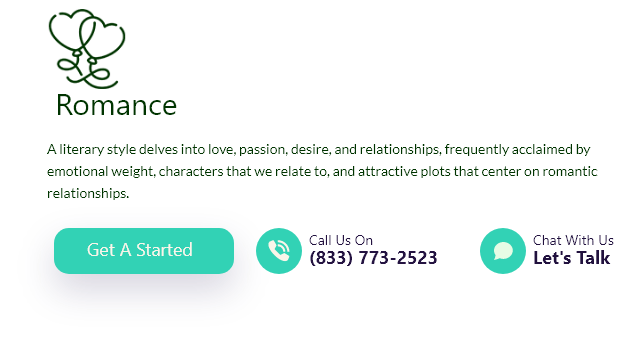 Romance
A literary style delves into love, passion, desire, and relationships, frequently acclaimed by
emotional weight, characters that we relate to, and attractive plots that center on romantic
relationships.
Get A Started
Call Us On
(833) 773-2523
Chat With Us
Let's Talk